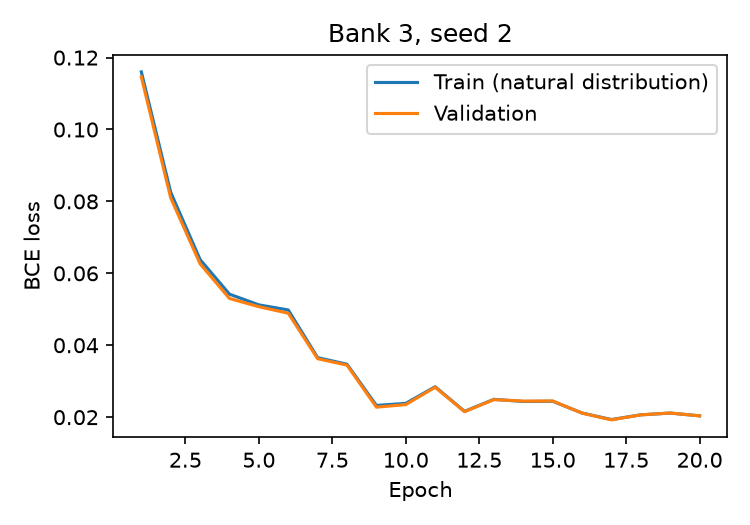 Bank 3, seed 2
Train (natural distribution)
Validation
BCE loss
0.12
0.10
0.08
0.06
0.04
0.02
2.5 5.0 7.5 10.0 12.5 15.0 17.5 20.0
Epoch